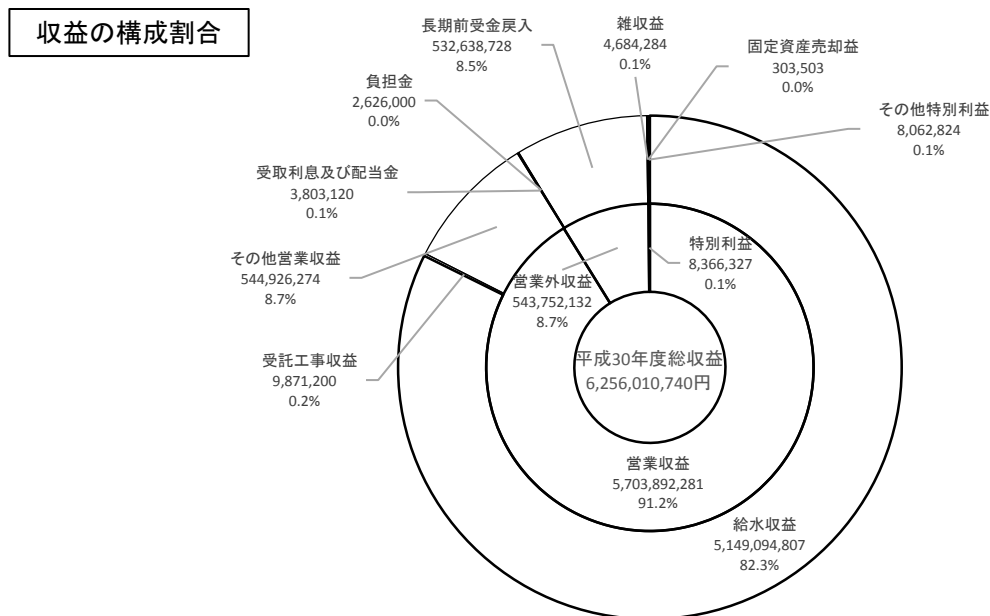 収益の構成割合
長期前受金戻入
532,638,728
8.5%
雑収益
4,684,284
0.1%
固定資産売却益
303,503
0.0%
その他特別利益
8,062,824
0.1%
負担金
2,626,000
0.0%
受取利息及び配当金
3,803,120
0.1%
その他営業収益
544,926,274
8.7%
受託工事収益
9,871,200
0.2%
特別利益
8,366,327
0.1%
営業外収益
543,752,132
8.7%
平成30年度総収益
6,256,010,740円
営業収益
5,703,892,281
91.2%
給水収益
5,149,094,807
82.3%